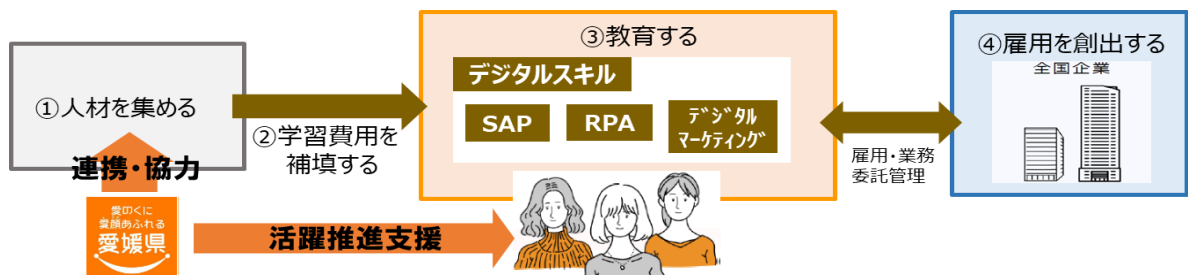 ①人材を集める
連携・協力
愛のくに
愛顔あふれる
愛媛県
②学習費用を
補填する
活躍推進支援
③教育する
デジタルスキル
SAP
RPA
ﾃﾞｼﾞﾀﾙ
ﾏｰｹﾃｨﾝｸﾞ
雇用・業務
委託管理
④雇用を創出する
全国企業